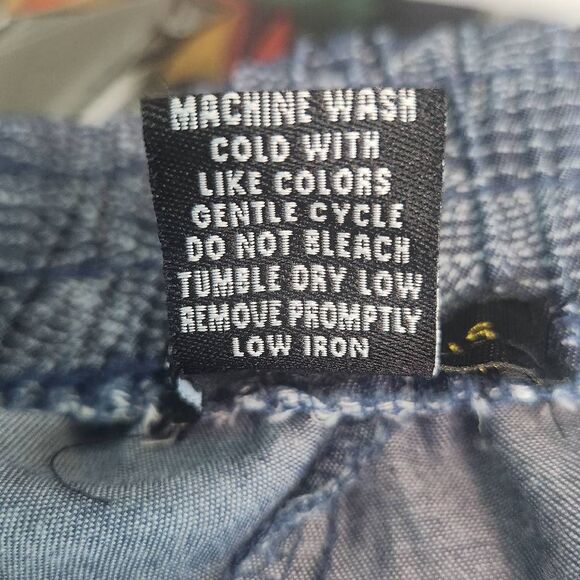 MACHINE WASH
COLD WITH
LIKE COLORS
GENTLE CYCLE
DO NOT BLEACH
TUMBLE DRY LOW
REMOVE PROMPTLY
LOW IRON